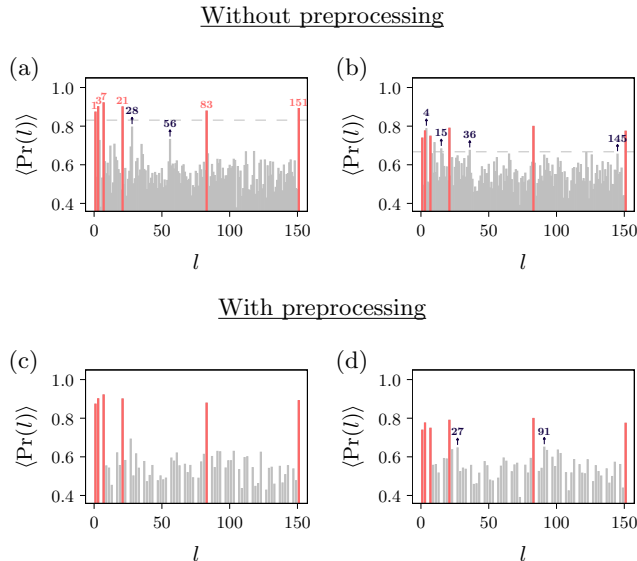 Without preprocessing
(a)
(b)
1.0
0.8
0.6
0.4
⟨Pr(l)⟩
1 3 7 21 28 56 83 151
0 50 100 150
l
1.0
0.8
0.6
0.4
⟨Pr(l)⟩
4 15 36 145
0 50 100 150
l
With preprocessing
(c)
(d)
1.0
0.8
0.6
0.4
⟨Pr(l)⟩
0 50 100 150
l
1.0
0.8
0.6
0.4
⟨Pr(l)⟩
27 91
0 50 100 150
l